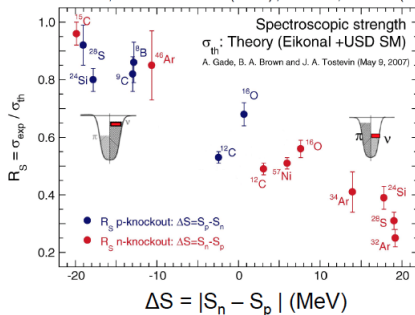 Spectroscopic strength
σth: Theory (Eikonal +USD SM)
A. Gade, B. A. Brown and J. A. Tostevin (May 9, 2007)
RS = σexp / σth
1.0
0.8
0.6
0.4
0.2
15C
28S
24Si
8B
9C
46Ar
16O
12C
12C
57Ni
16O
34Ar
24Si
28S
32Ar
π
ν
π
ν
RS p-knockout: ΔS=Sp-Sn
RS n-knockout: ΔS=Sn-Sp
-20
-10
0
10
20
ΔS = |Sn − Sp| (MeV)